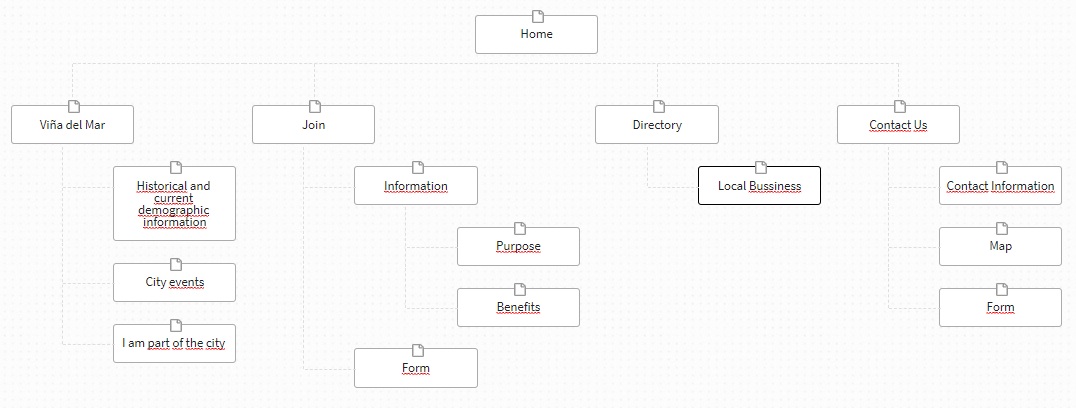 Home
Viña del Mar
Join
Directory
Contact Us
Historical and
current
demographic
information
City events
I am part of the city
Information
Purpose
Benefits
Form
Local Bussiness
Contact Information
Map
Form